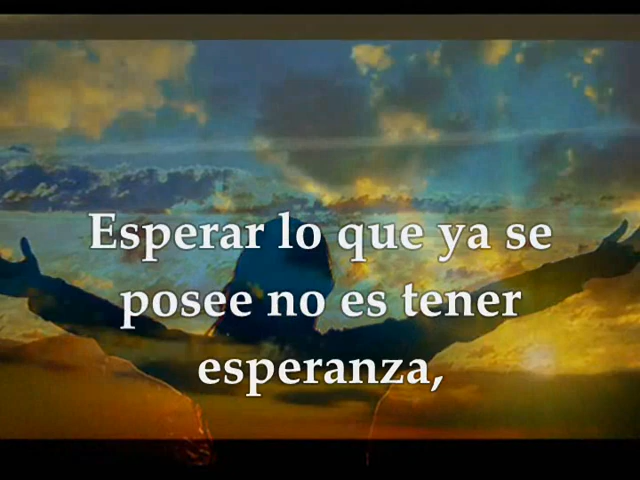 Esperar lo que ya se
posee no es tener
esperanza,